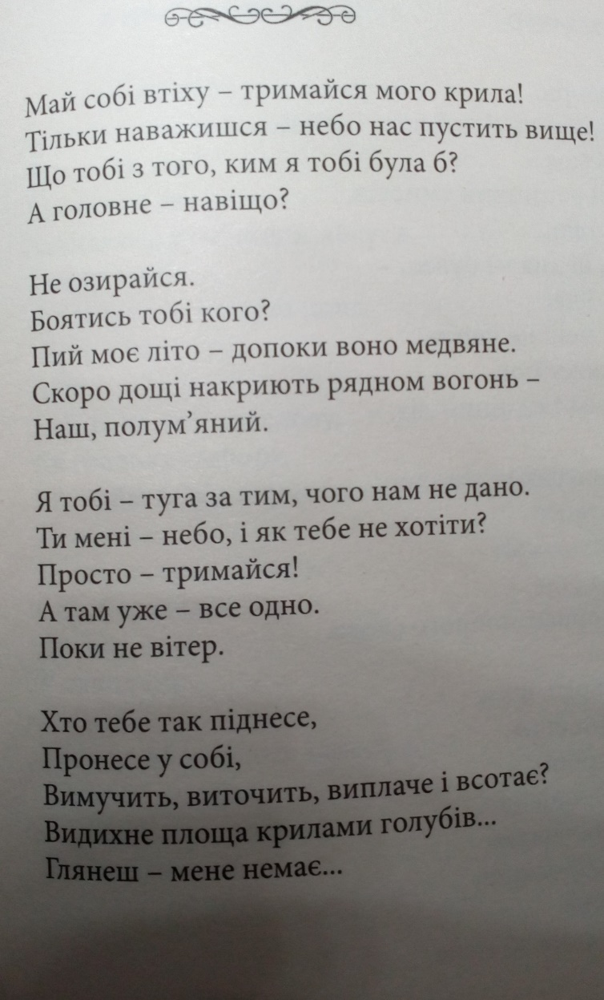 Май собі втіху – тримайся мого крила!
Тільки наважишся – небо нас пустить вище!
Що тобі з того, ким я тобі була б?
А головне – навіщо?
Не озирайся.
Боятись тобі кого?
Пий моє літо – допоки воно медвяне.
Скоро дощі накриють рядном вогонь –
Наш, полум’яний.
Я тобі – туга за тим, чого нам не дано.
Ти мені – небо, і як тебе не хотіти?
Просто – тримайся!
А там уже – все одно.
Поки не вітер.
Хто тебе так піднесе,
Пронесе у собі,
Вимучить, виточить, виплаче і всотає?
Видихне площа крилами голубів...
Глянеш – мене немає...